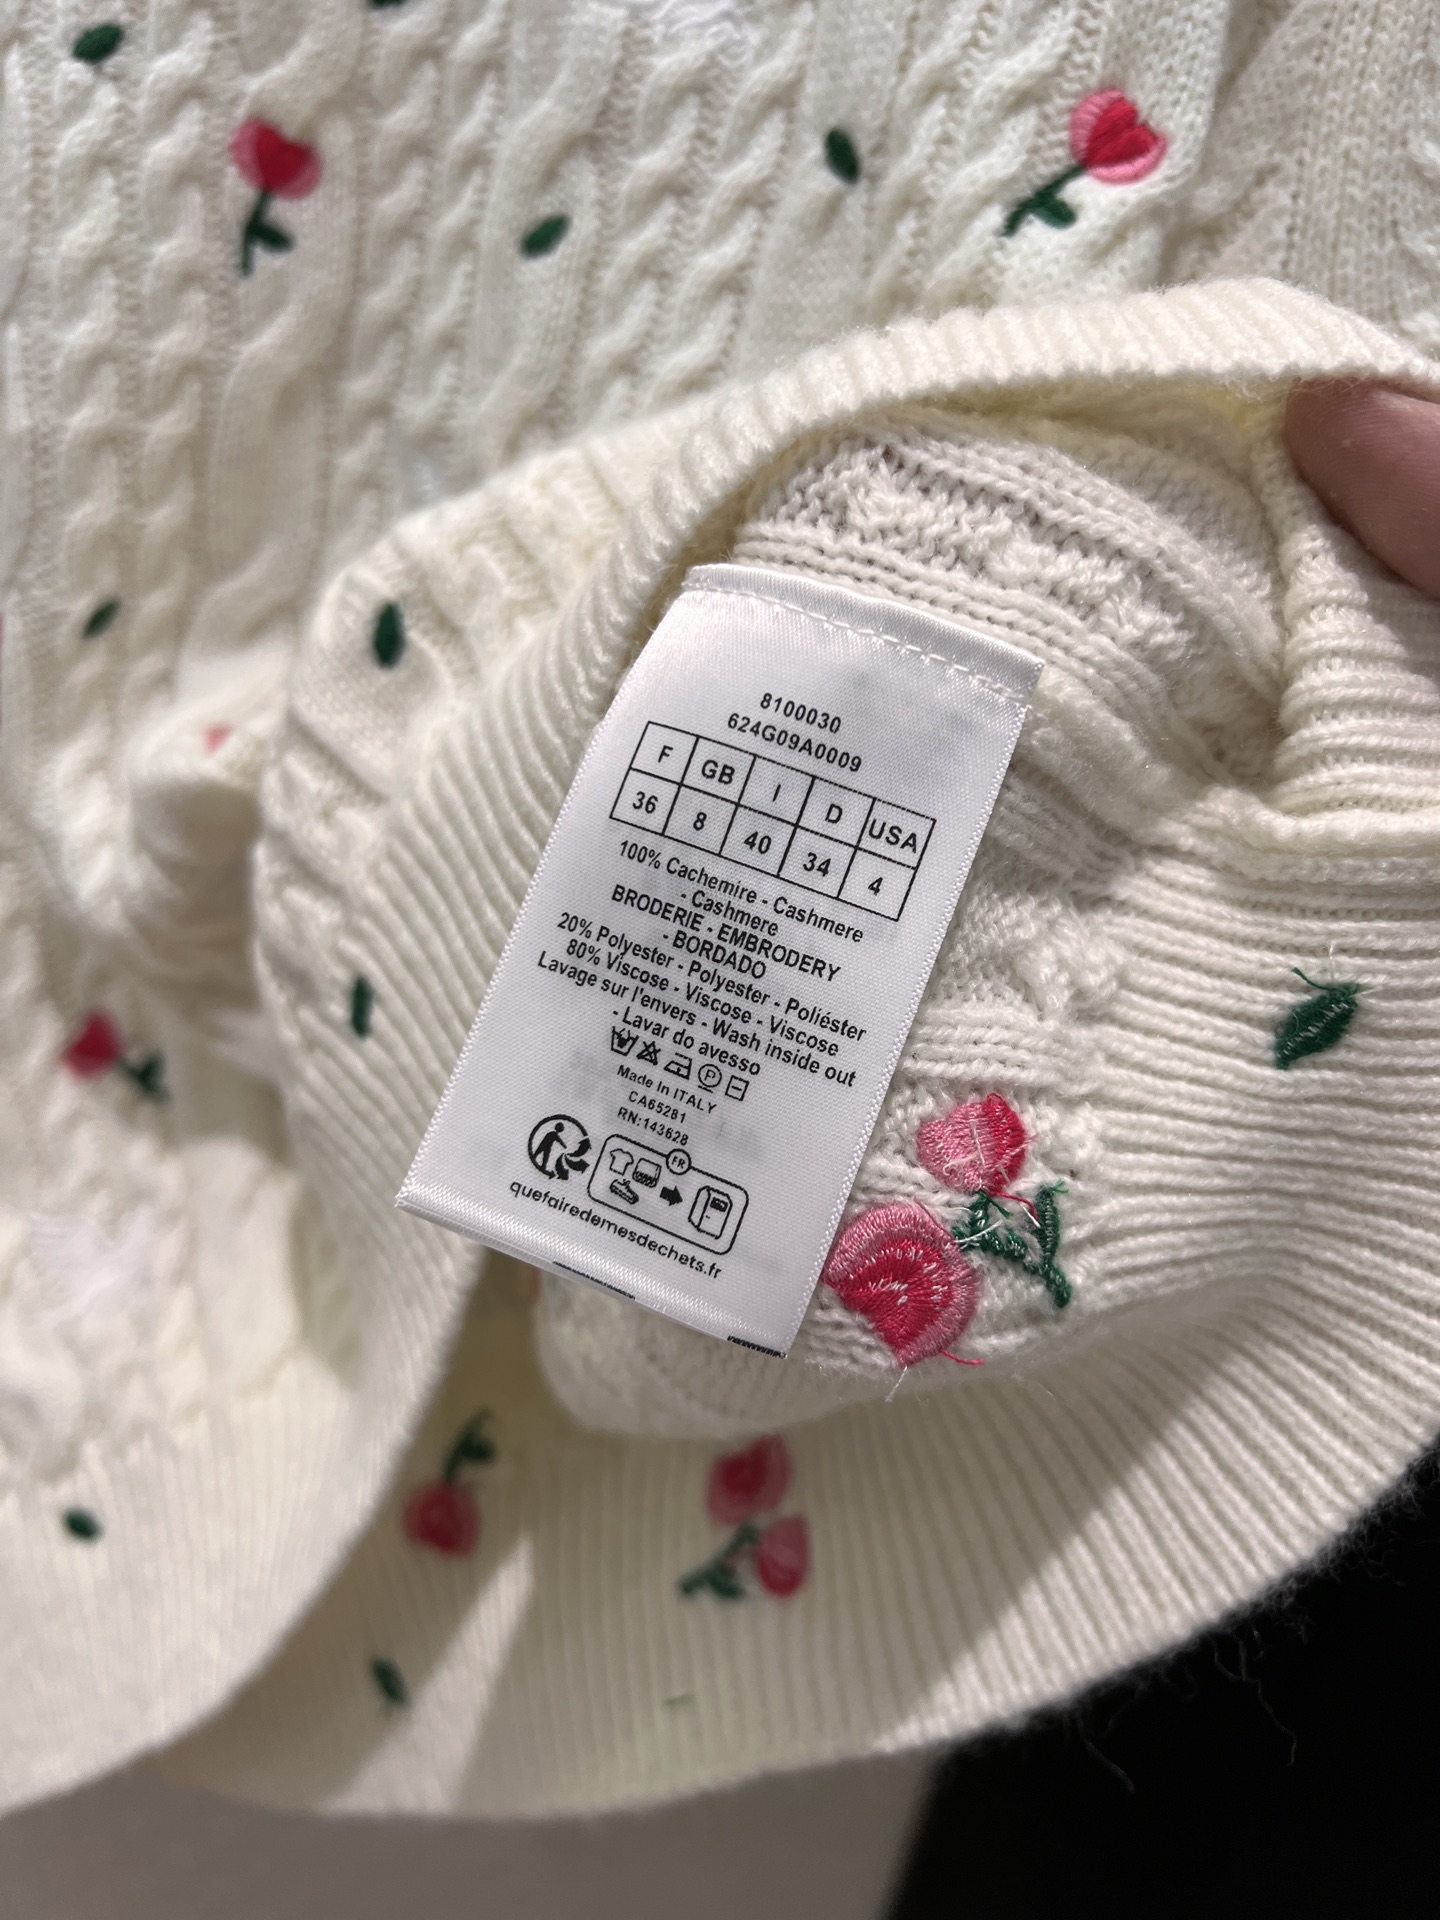 8100030
624G09A0009
F GB I D USA
36 8 40 34 4
100% Cachemire - Cashmere
- Cashmere
BRODERIE - EMBRODERY
- BORDADO
20% Polyester - Polyester - Poliéster
80% Viscose - Viscose - Viscose
Lavage sur l'envers - Wash inside out
- Lavar do avesso
P
Made In ITALY
CA65281
RN:143628
FR
quefairedemesdechets.fr